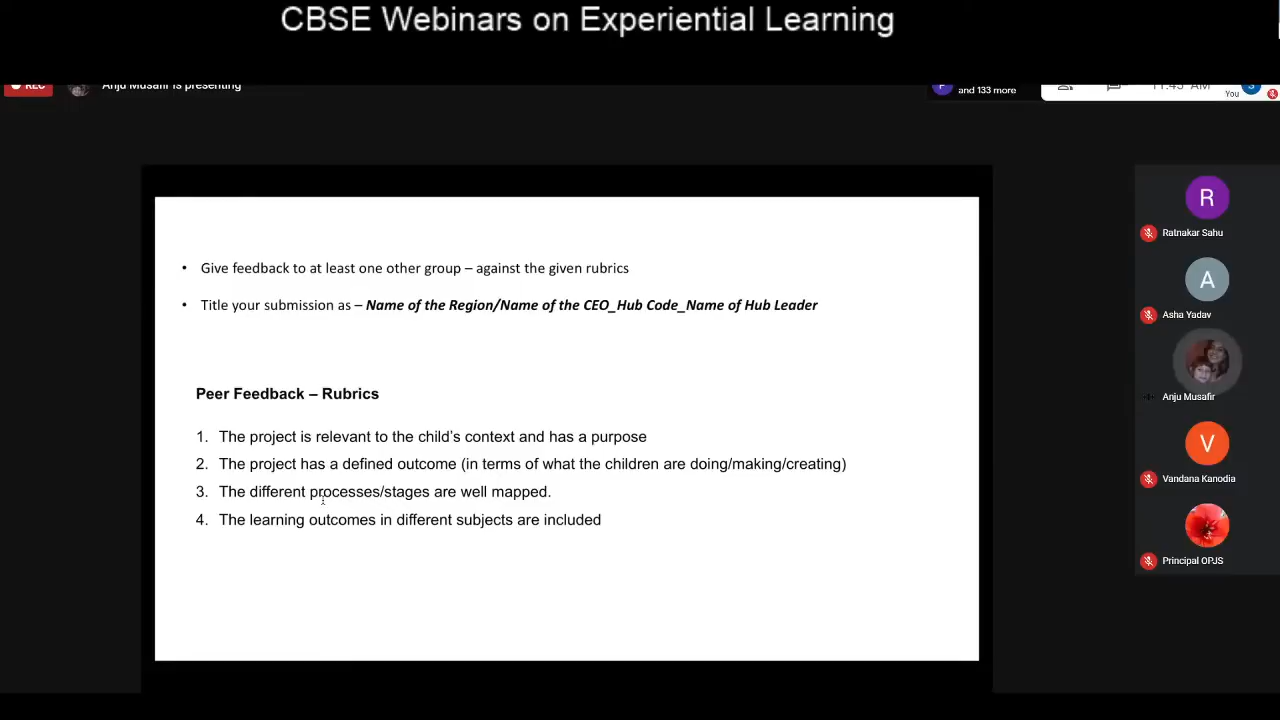 CBSE Webinars on Experiential Learning
REC
Anju Musafir is presenting
and 133 more
11:45 AM
You
• Give feedback to at least one other group – against the given rubrics
• Title your submission as – Name of the Region/Name of the CEO_Hub Code_Name of Hub Leader
Peer Feedback – Rubrics
1. The project is relevant to the child's context and has a purpose
2. The project has a defined outcome (in terms of what the children are doing/making/creating)
3. The different processes/stages are well mapped.
4. The learning outcomes in different subjects are included
R
Ratnakar Sahu
A
Asha Yadav
Anju Musafir
V
Vandana Kanodia
Principal OPJS